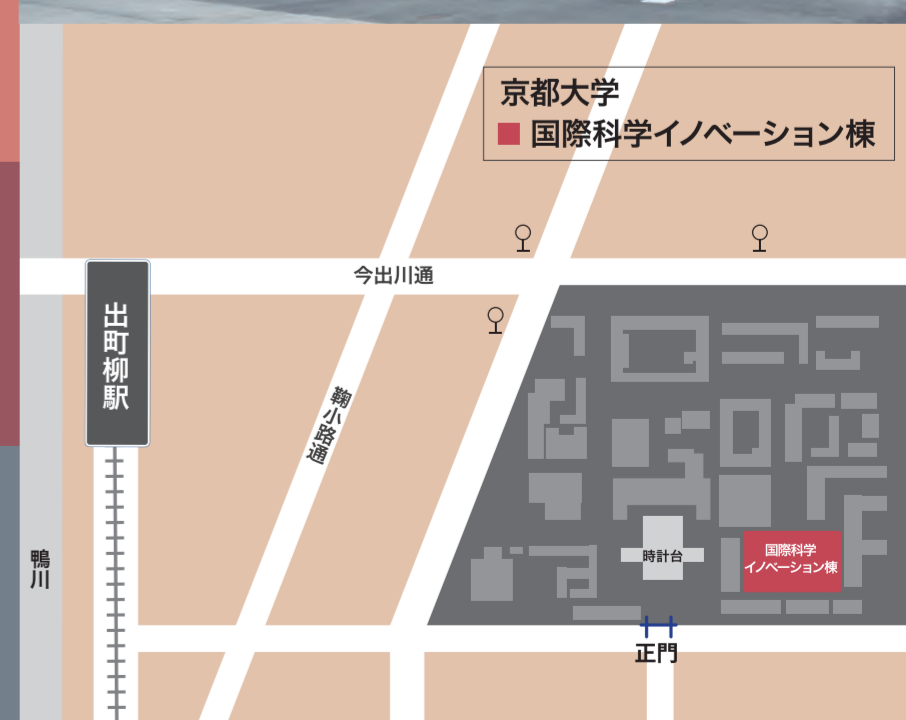 京都大学
国際科学イノベーション棟
今出川通
出町柳駅
鞠小路通
鴨川
時計台
国際科学
イノベーション棟
正門